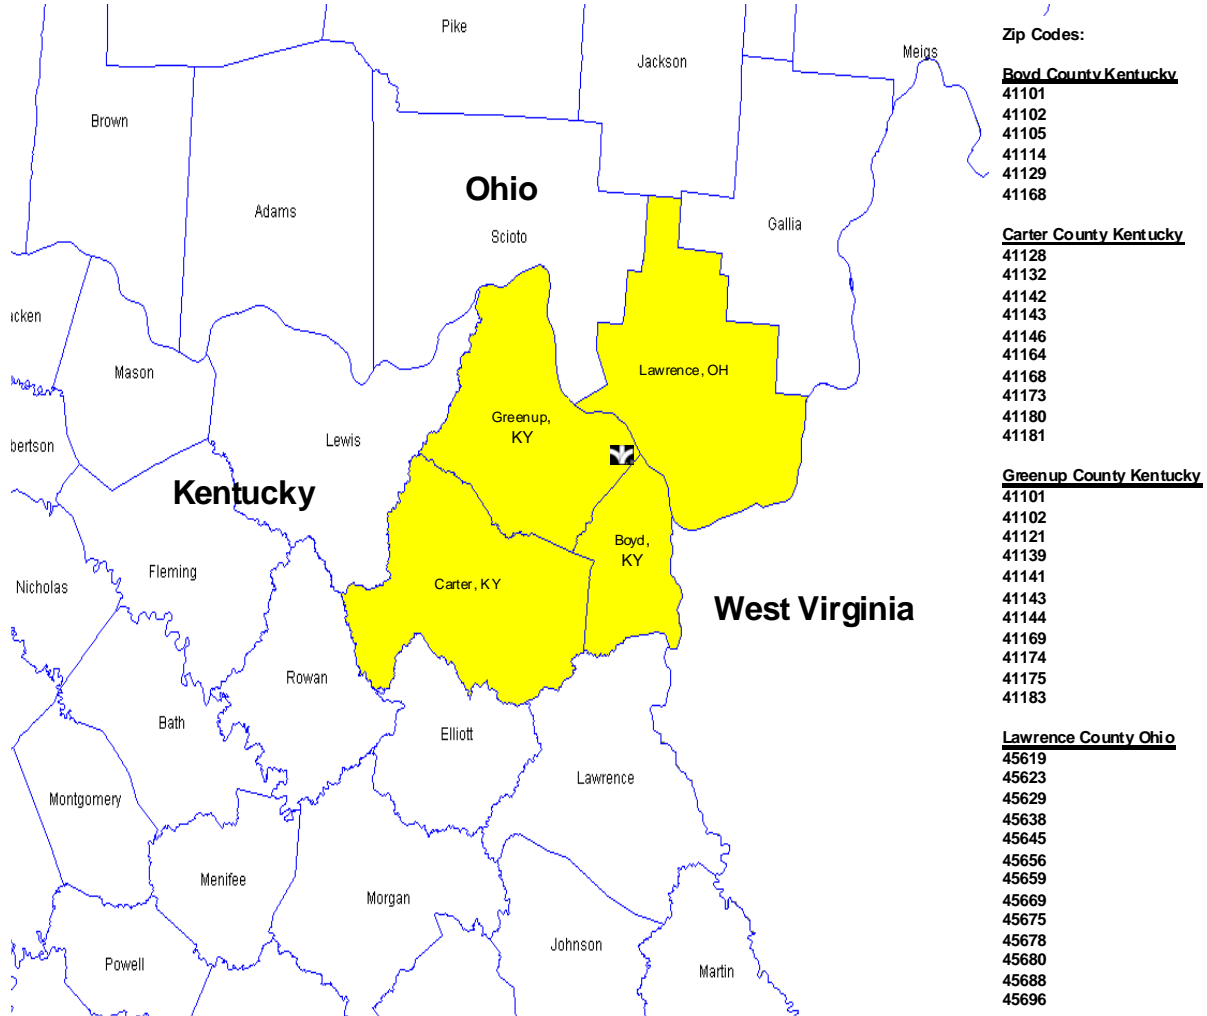 Pike
Jackson
Meigs
Brown
Ohio
Adams
Scioto
Gallia
acken
Mason
Lawrence, OH
Greenup,
KY
bertson
Lewis
Kentucky
Boyd,
KY
Fleming
Nicholas
Carter, KY
West Virginia
Rowan
Bath
Elliott
Lawrence
Montgomery
Menifee
Morgan
Johnson
Powell
Martin
Zip Codes:
Boyd County Kentucky
41101
41102
41105
41114
41129
41168
Carter County Kentucky
41128
41132
41142
41143
41146
41164
41168
41173
41180
41181
Greenup County Kentucky
41101
41102
41121
41139
41141
41143
41144
41169
41174
41175
41183
Lawrence County Ohio
45619
45623
45629
45638
45645
45656
45659
45669
45675
45678
45680
45688
45696